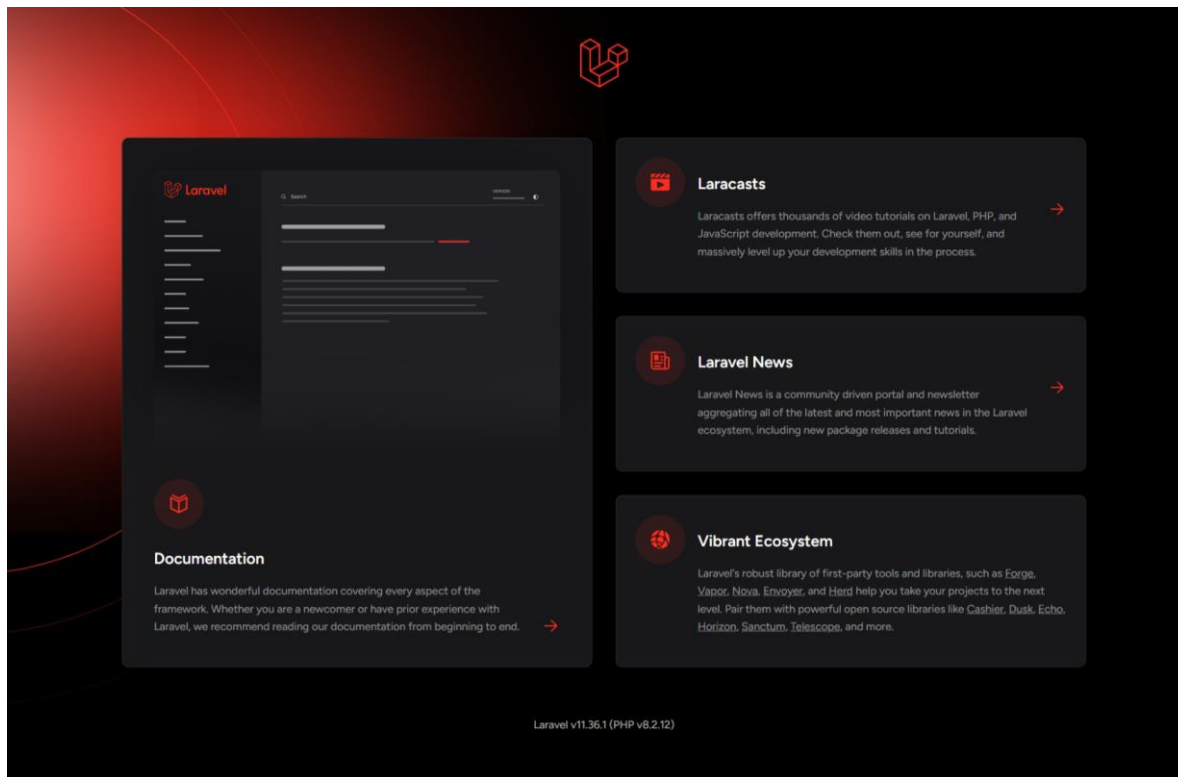 Laravel
Search
VERSION
Documentation
Laravel has wonderful documentation covering every aspect of the
framework. Whether you are a newcomer or have prior experience with
Laravel, we recommend reading our documentation from beginning to end.
Laracasts
Laracasts offers thousands of video tutorials on Laravel, PHP, and
JavaScript development. Check them out, see for yourself, and
massively level up your development skills in the process.
Laravel News
Laravel News is a community driven portal and newsletter
aggregating all of the latest and most important news in the Laravel
ecosystem, including new package releases and tutorials.
Vibrant Ecosystem
Laravel's robust library of first-party tools and libraries, such as Forge,
Vapor, Nova, Envoyer, and Herd help you take your projects to the next
level. Pair them with powerful open source libraries like Cashier, Dusk, Echo,
Horizon, Sanctum, Telescope, and more.
Laravel v11.36.1 (PHP v8.2.12)